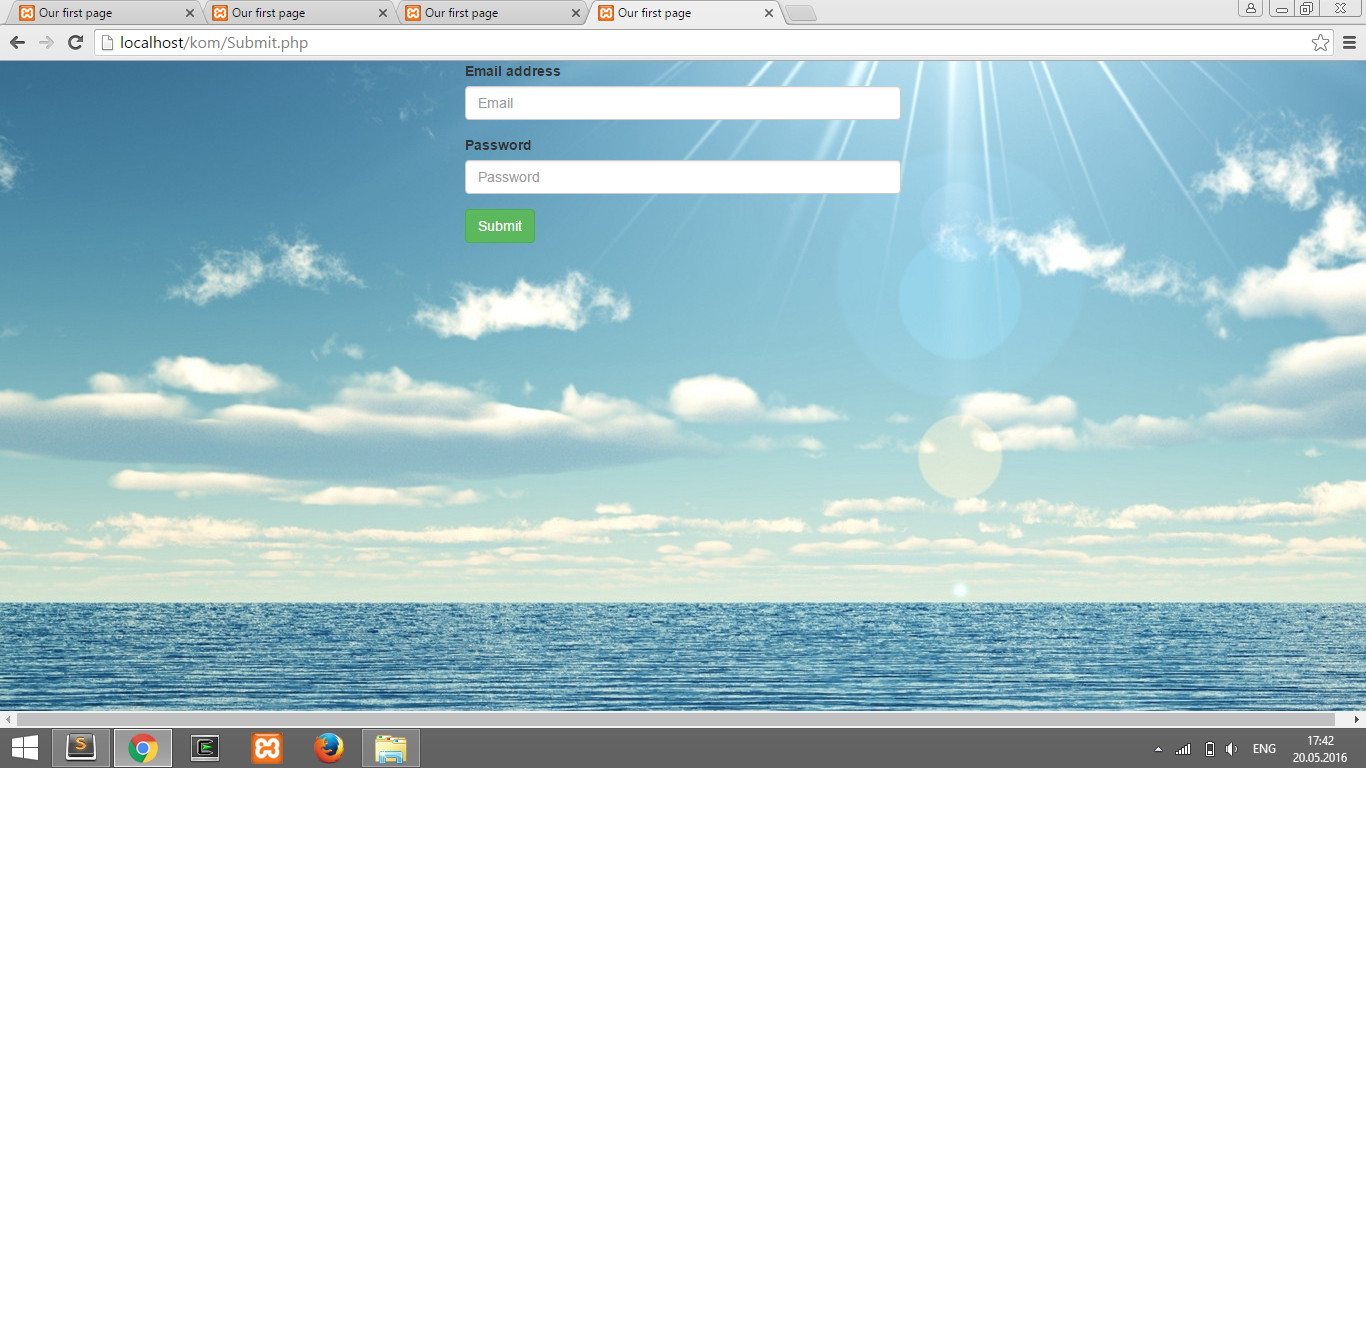 Our first page
Our first page
Our first page
Our first page
localhost/kom/Submit.php
Email address
Email
Password
Password
Submit
ENG
17:42
20.05.2016